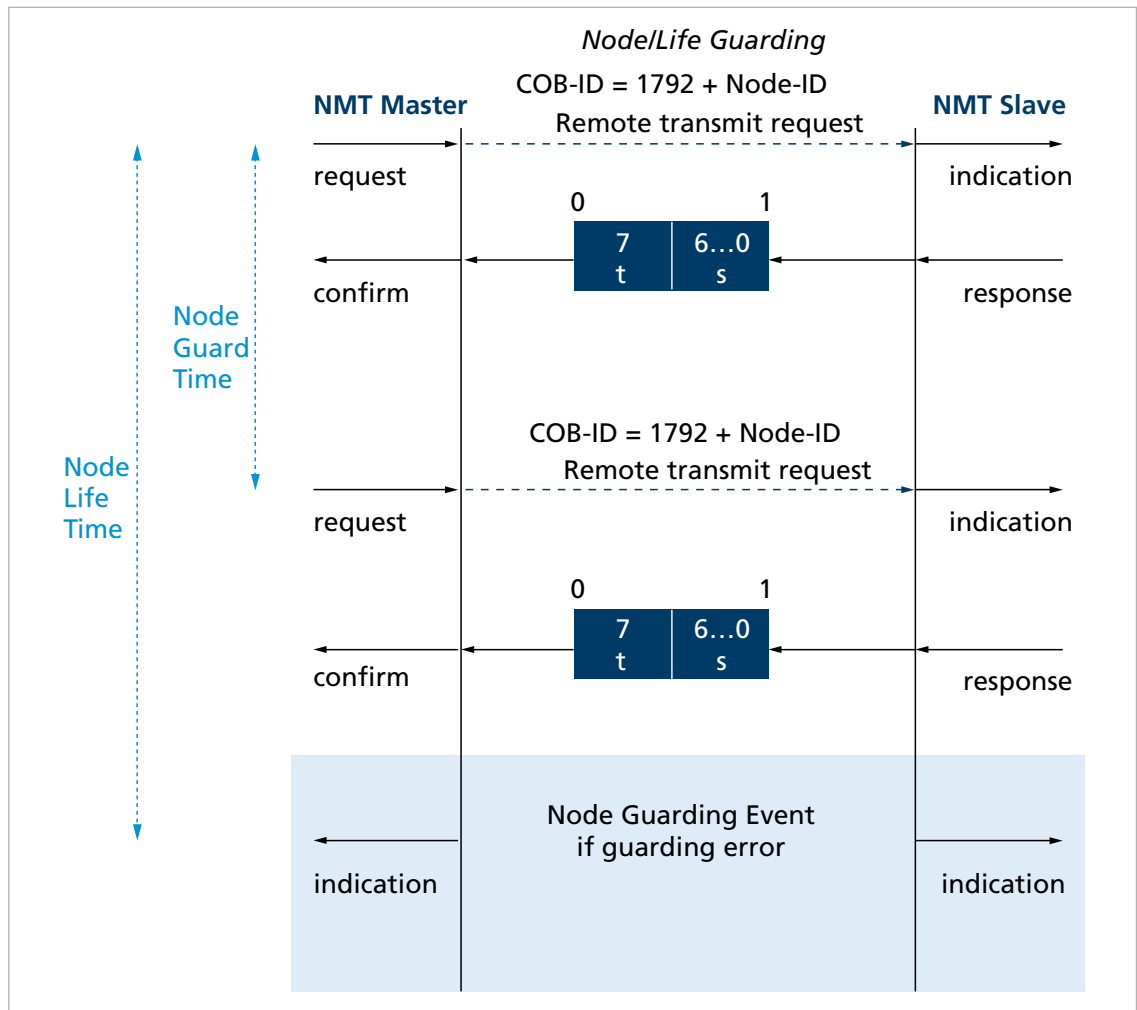 Node/Life Guarding
COB-ID = 1792 + Node-ID
NMT Master
NMT Slave
Remote transmit request
request
indication
0 1
7 6...0
t s
confirm
response
Node
Guard
Time
COB-ID = 1792 + Node-ID
Remote transmit request
Node
Life
Time
request
indication
0 1
7 6...0
t s
confirm
response
Node Guarding Event
if guarding error
indication
indication